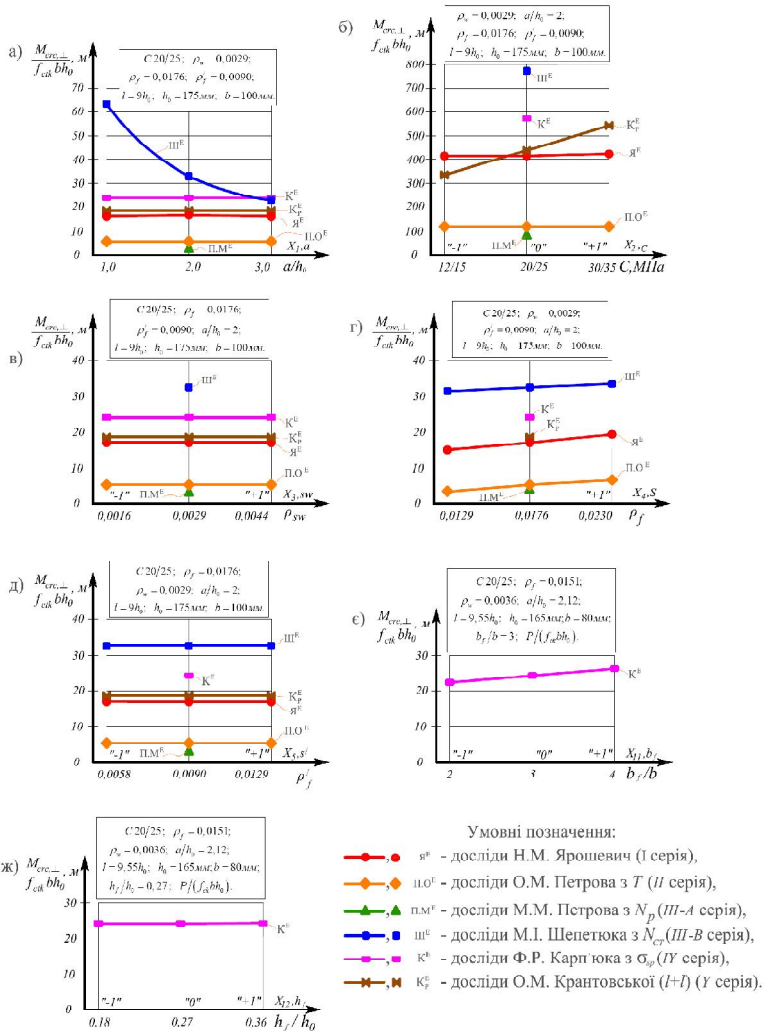 а)
M_crc,⊥ / f_ctk bh_0 , м
C20/25; ρ_w 0,0029;
ρ_f = 0,0176; ρ'_f = 0,0090;
l = 9h_0; h_0 = 175мм; b = 100мм.
70
60
50
40
30
20
10
0
Ш^Е
К^Е
К_Р^Е
Я^Е
П.О^Е
П.М^Е
X_1, a
1,0 2,0 3,0 a/h_0
б)
M_crc,⊥ / f_ctk bh_0 , м
ρ_w = 0,0029; a/h_0 = 2;
ρ_f = 0,0176; ρ'_f = 0,0090;
l = 9h_0; h_0 = 175мм; b = 100мм.
800
700
600
500
400
300
200
100
0
Ш^Е
К^Е
К_Р^Е
Я^Е
П.О^Е
П.М^Е
"-1" "0" "+1" X_2, C
12/15 20/25 30/35 C,МПа
в)
M_crc,⊥ / f_ctk bh_0 , м
C20/25; ρ_f 0,0176;
ρ'_f = 0,0090; a/h_0 = 2;
l = 9h_0; h_0 = 175мм; b = 100мм.
40
30
20
10
0
Ш^Е
К^Е
К_Р^Е
Я^Е
П.О^Е
"-1" П.М^Е "+1" X_3, sw
0,0016 0,0029 0,0044 ρ_sw
г)
M_crc,⊥ / f_ctk bh_0 , м
C20/25; ρ_w 0,0029;
ρ'_f = 0,0090; a/h_0 = 2;
l 9h_0; h_0 175мм; b 100мм.
40
30
20
10
0
Ш^Е
К^Е
К_Р^Е
Я^Е
П.О^Е
П.М^Е "+1" X_4, S
0,0129 0,0176 0,0230 ρ_f
д)
M_crc,⊥ / f_ctk bh_0 , м
C20/25; ρ_f = 0,0176;
ρ_w = 0,0029; a/h_0 = 2;
l = 9h_0; h_0 = 175мм; b = 100мм.
40
30
20
10
0
Ш^Е
К^Е
К_Р^Е
Я^Е
П.О^Е
"-1" П.М^Е "+1" X_5, s'
0,0058 0,0090 0,0129 ρ'_f
є)
M_crc,⊥ / f_ctk bh_0 , м
C20/25; ρ_f = 0,0151;
ρ_w = 0,0036; a/h_0 = 2,12;
l = 9,55h_0; h_0 = 165мм; b = 80мм;
b_f/b = 3; P/(f_ctk bh_0).
40
30
20
10
0
К^Е
"-1" "0" "+1" X_11, b_f
2 3 4 b_f/b
ж)
M_crc,⊥ / f_ctk bh_0 , м
C20/25; ρ_f = 0,0151;
ρ_w = 0,0036; a/h_0 = 2,12;
l = 9,55h_0; h_0 = 165мм; b = 80мм;
h_f/h_0 = 0,27; P/(f_ctk bh_0).
30
20
10
0
К^Е
"-1" "0" "+1" X_12, h_f
0.18 0.27 0.36 h_f/h_0
Умовні позначення:
, Я^Е - досліди Н.М. Ярошевич (I серія),
, П.О^Е - досліди О.М. Петрова з T (II серія),
, П.М^Е - досліди М.М. Петрова з N_p (III-A серія),
, Ш^Е - досліди М.І. Шепетюка з N_ст (III-B серія),
, К^Е - досліди Ф.Р. Карп'юка з σ_sp (IY серія),
, К_Р^Е - досліди О.М. Крантовської (l+l) (Y серія).